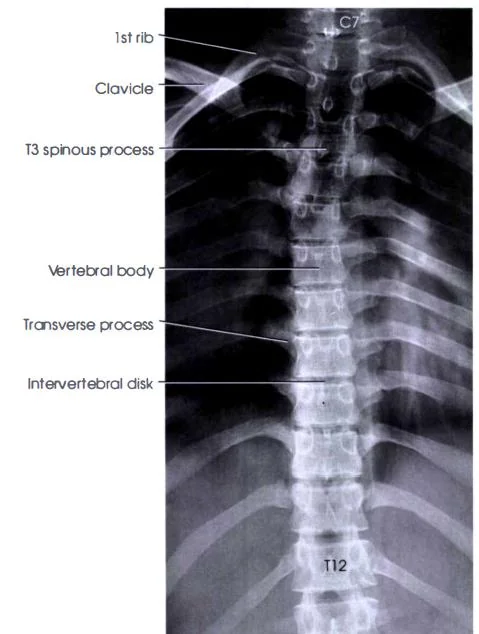 C7
1st rib
Clavicle
T3 spinous process
Vertebral body
Transverse process
Intervertebral disk
T12